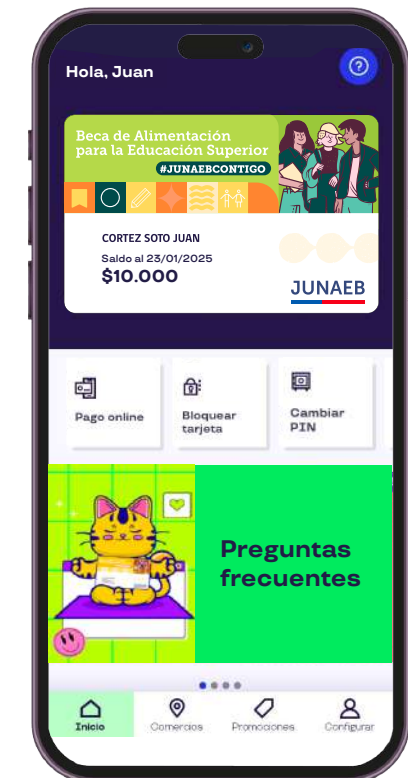 Hola, Juan
Beca de Alimentación
para la Educación Superior
#JUNAEBCONTIGO
CORTEZ SOTO JUAN
Saldo al 23/01/2025
$10.000
JUNAEB
Pago online
Bloquear
tarjeta
Cambiar
PIN
Preguntas
frecuentes
Inicio
Comercios
Promociones
Configurar